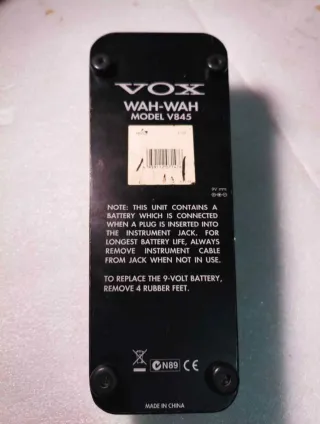 VOX
WAH-WAH
MODEL V845
NOTE: THIS UNIT CONTAINS A
BATTERY WHICH IS CONNECTED
WHEN A PLUG IS INSERTED INTO
THE INSTRUMENT JACK. FOR
LONGEST BATTERY LIFE, ALWAYS
REMOVE INSTRUMENT CABLE
FROM JACK WHEN NOT IN USE.
TO REPLACE THE 9-VOLT BATTERY,
REMOVE 4 RUBBER FEET.
N89 CE
MADE IN CHINA